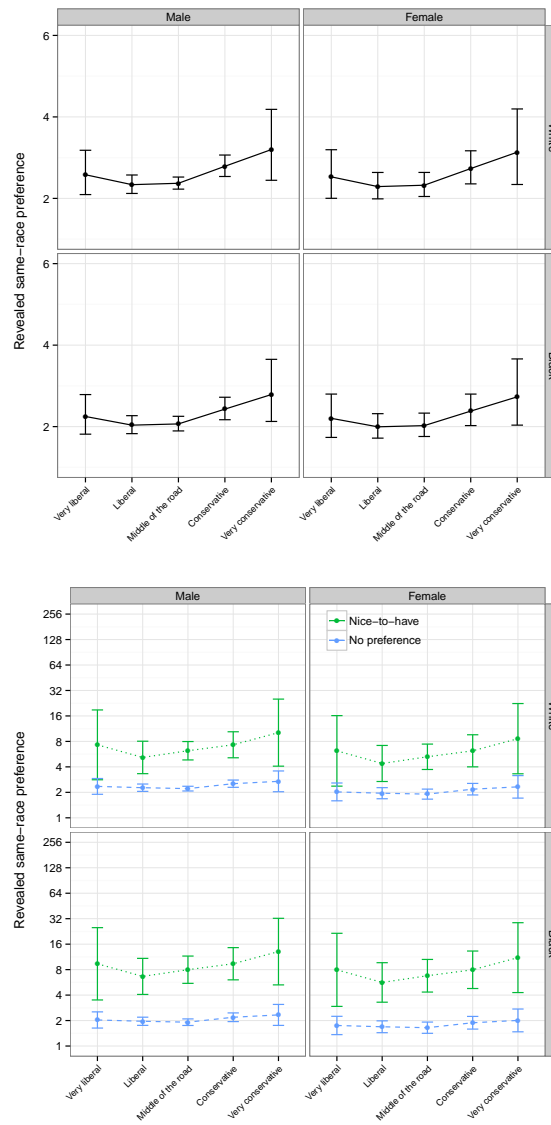 Male Female
6
4
2
6
4
2
Revealed same−race preference
Very liberal
Liberal
Middle of the road
Conservative
Very conservative
Very liberal
Liberal
Middle of the road
Conservative
Very conservative
Male Female
256
128
64
32
16
8
4
2
1
256
128
64
32
16
8
4
2
1
Revealed same−race preference
Nice−to−have
No preference
Very liberal
Liberal
Middle of the road
Conservative
Very conservative
Very liberal
Liberal
Middle of the road
Conservative
Very conservative